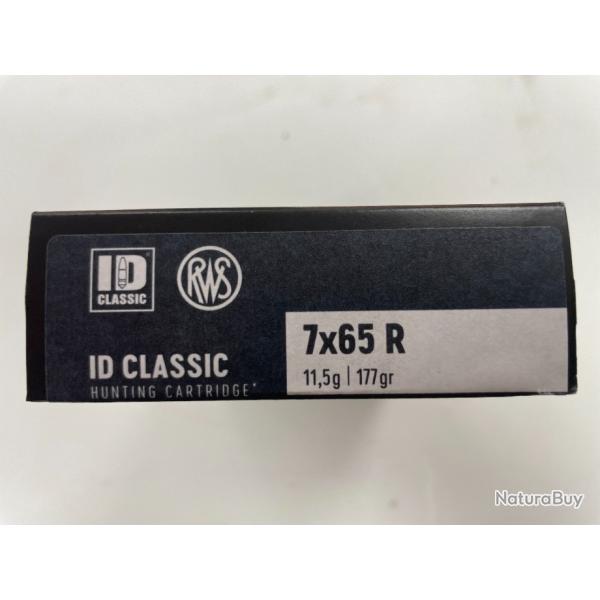 ID
CLASSIC
RWS
ID CLASSIC
HUNTING CARTRIDGE*
7x65 R
11,5g | 177gr
NaturaBuy